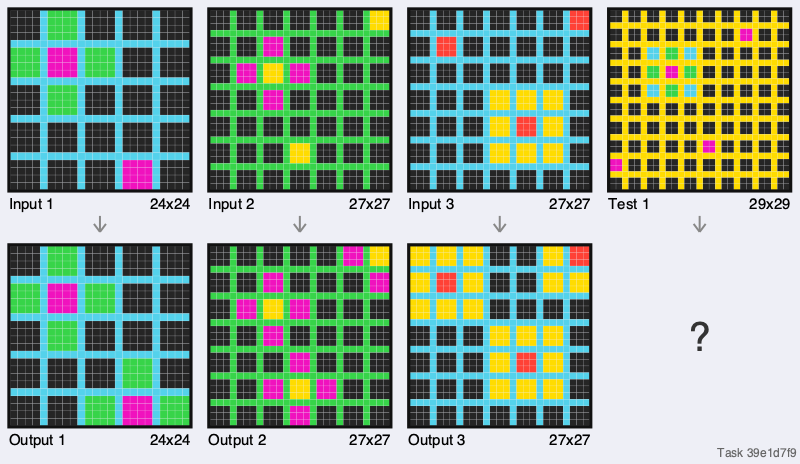 Input 1 24x24
Input 2 27x27
Input 3 27x27
Test 1 29x29
?
Output 1 24x24
Output 2 27x27
Output 3 27x27
Task 39e1d7f9